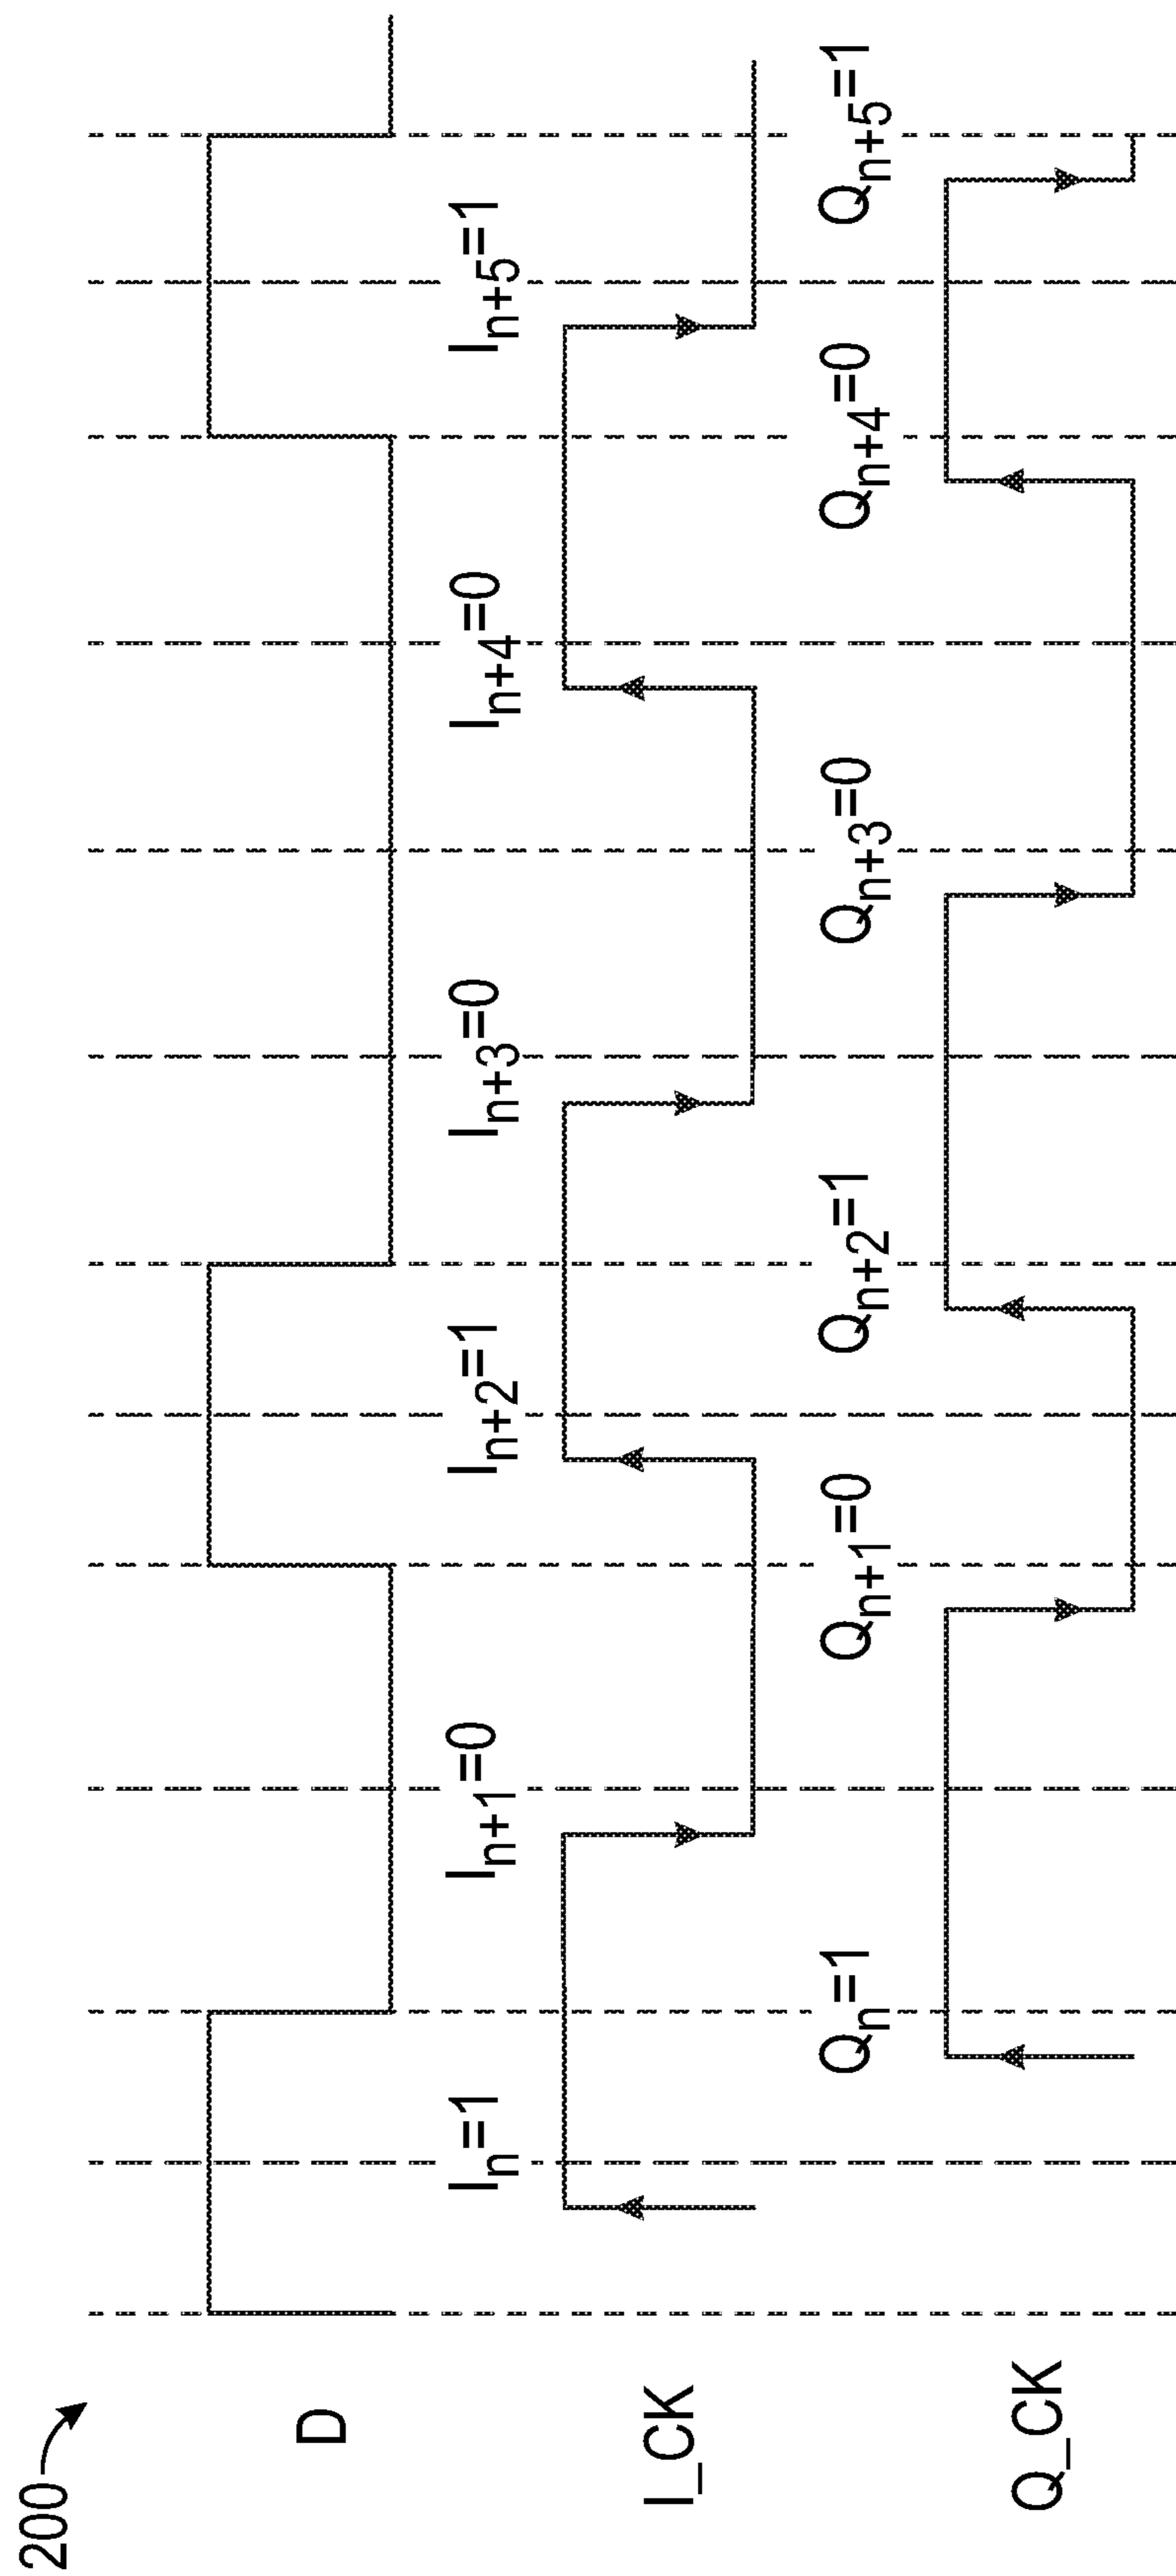 200
D
I_CK
Q_CK
Iₙ=1
Iₙ₊₁=0
Iₙ₊₂=1
Iₙ₊₃=0
Iₙ₊₄=0
Iₙ₊₅=1
Qₙ=1
Qₙ₊₁=0
Qₙ₊₂=1
Qₙ₊₃=0
Qₙ₊₄=0
Qₙ₊₅=1